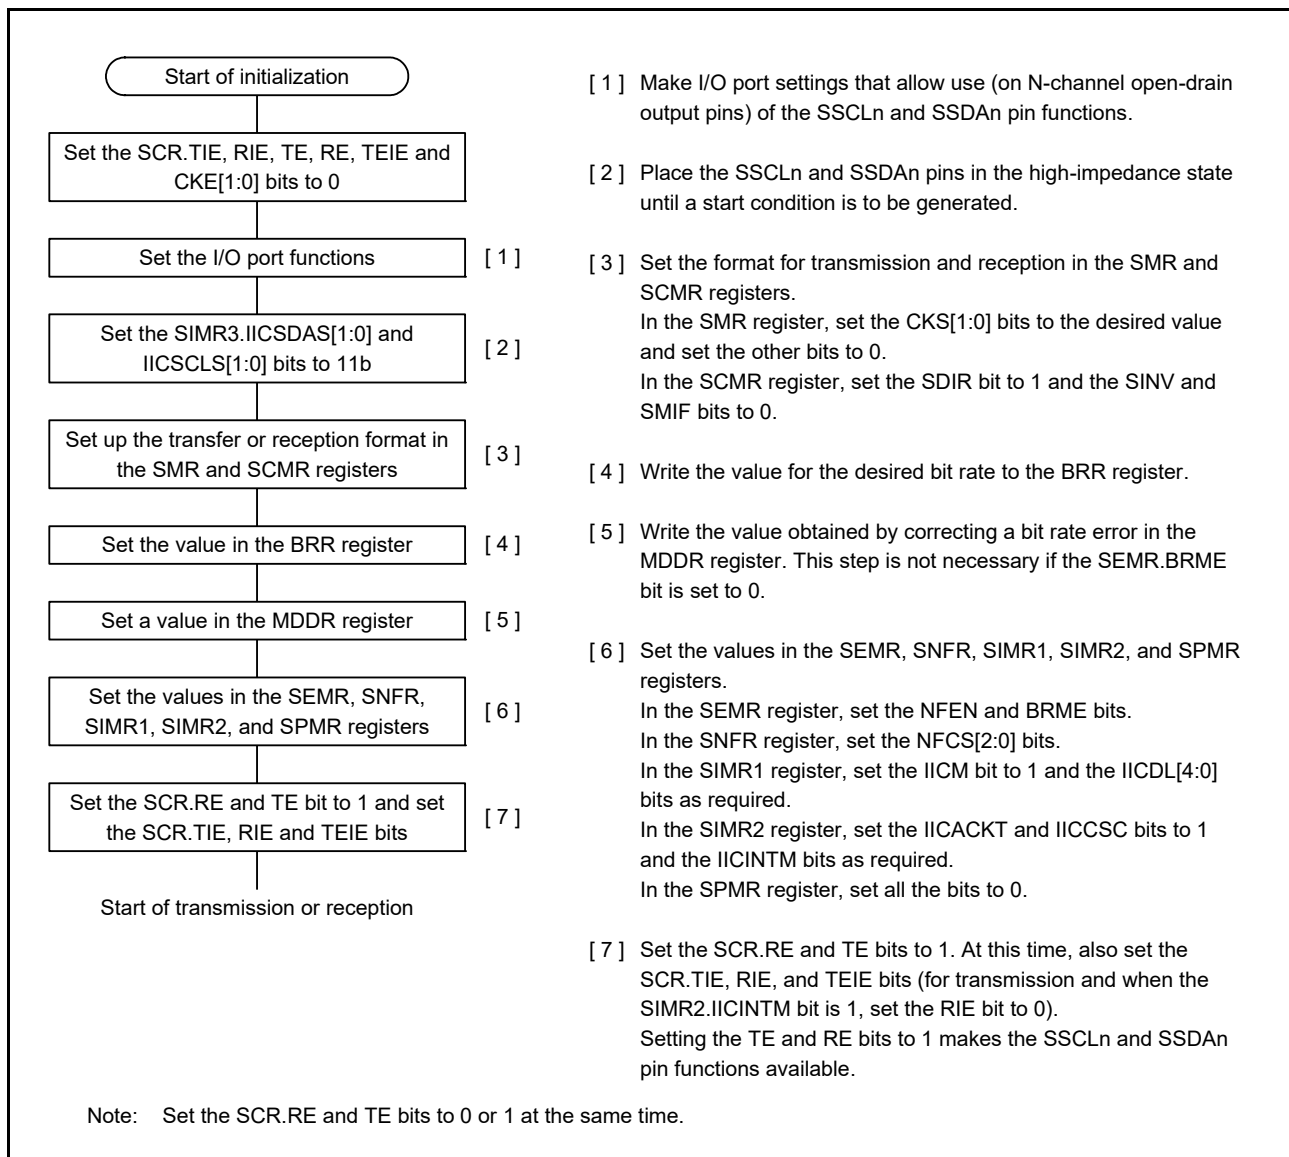 Start of initialization
Set the SCR.TIE, RIE, TE, RE, TEIE and
CKE[1:0] bits to 0
Set the I/O port functions
[ 1 ]
Set the SIMR3.IICSDAS[1:0] and
IICSCLS[1:0] bits to 11b
[ 2 ]
Set up the transfer or reception format in
the SMR and SCMR registers
[ 3 ]
Set the value in the BRR register
[ 4 ]
Set a value in the MDDR register
[ 5 ]
Set the values in the SEMR, SNFR,
SIMR1, SIMR2, and SPMR registers
[ 6 ]
Set the SCR.RE and TE bit to 1 and set
the SCR.TIE, RIE and TEIE bits
[ 7 ]
Start of transmission or reception
[ 1 ] Make I/O port settings that allow use (on N-channel open-drain
output pins) of the SSCLn and SSDAn pin functions.
[ 2 ] Place the SSCLn and SSDAn pins in the high-impedance state
until a start condition is to be generated.
[ 3 ] Set the format for transmission and reception in the SMR and
SCMR registers.
In the SMR register, set the CKS[1:0] bits to the desired value
and set the other bits to 0.
In the SCMR register, set the SDIR bit to 1 and the SINV and
SMIF bits to 0.
[ 4 ] Write the value for the desired bit rate to the BRR register.
[ 5 ] Write the value obtained by correcting a bit rate error in the
MDDR register. This step is not necessary if the SEMR.BRME
bit is set to 0.
[ 6 ] Set the values in the SEMR, SNFR, SIMR1, SIMR2, and SPMR
registers.
In the SEMR register, set the NFEN and BRME bits.
In the SNFR register, set the NFCS[2:0] bits.
In the SIMR1 register, set the IICM bit to 1 and the IICDL[4:0]
bits as required.
In the SIMR2 register, set the IICACKT and IICCSC bits to 1
and the IICINTM bits as required.
In the SPMR register, set all the bits to 0.
[ 7 ] Set the SCR.RE and TE bits to 1. At this time, also set the
SCR.TIE, RIE, and TEIE bits (for transmission and when the
SIMR2.IICINTM bit is 1, set the RIE bit to 0).
Setting the TE and RE bits to 1 makes the SSCLn and SSDAn
pin functions available.
Note: Set the SCR.RE and TE bits to 0 or 1 at the same time.